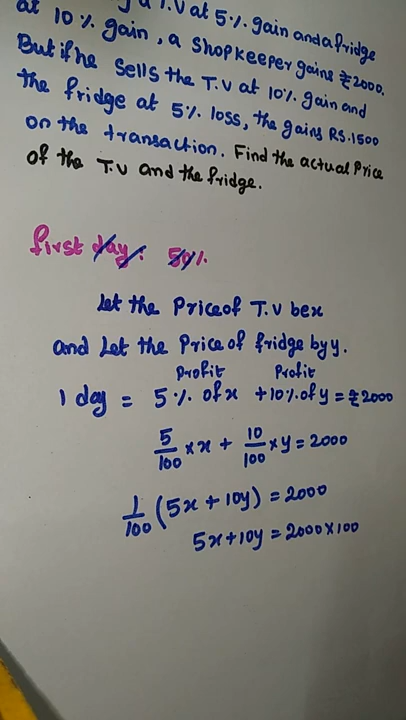 a T.V at 5% gain and a fridge
at 10% gain, a shopkeeper gains ₹2000.
But if he sells the T.V at 10% gain and
the fridge at 5% loss, the gains RS.1500
on the transaction. Find the actual Price
of the T.V and the fridge.
first day: 50%
Let the Price of T.V be x
and Let the Price of fridge by y.
Profit Profit
1 day = 5% of x + 10% of y = ₹2000
5/100 × x + 10/100 × y = 2000
1/100 (5x + 10y) = 2000
5x + 10y = 2000 × 100